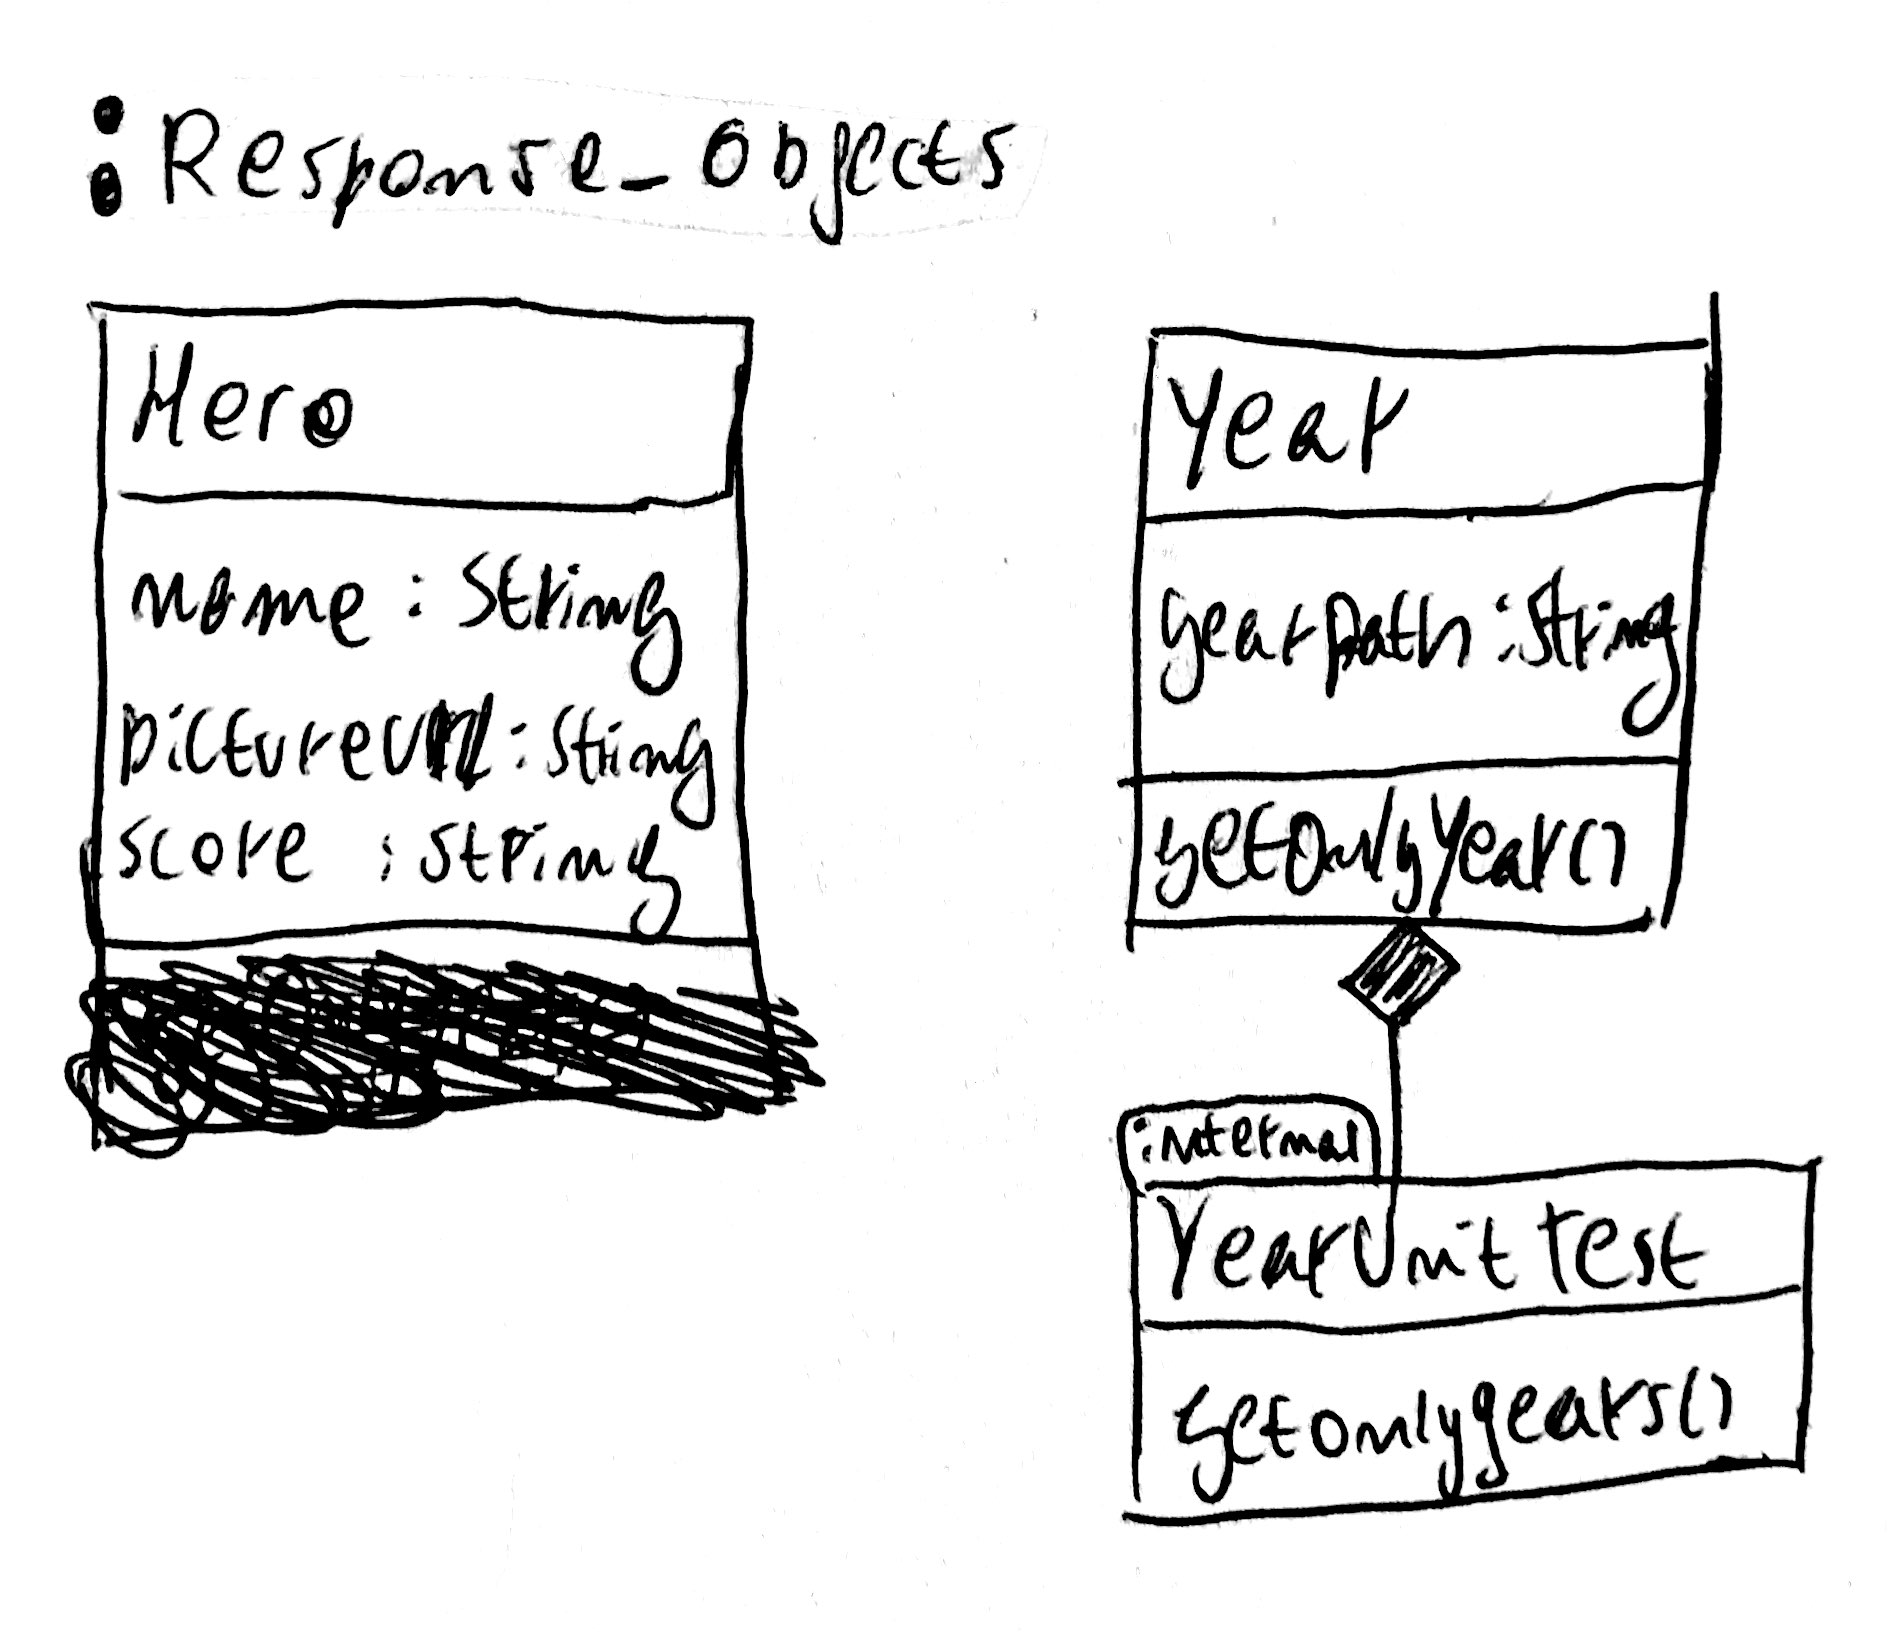 :Response_Objects
Hero
name : String
pictureUrl : String
score : String
Year
yearpath : String
getOnlyYear()
:internal
YearUnitTest
getonlyyears()